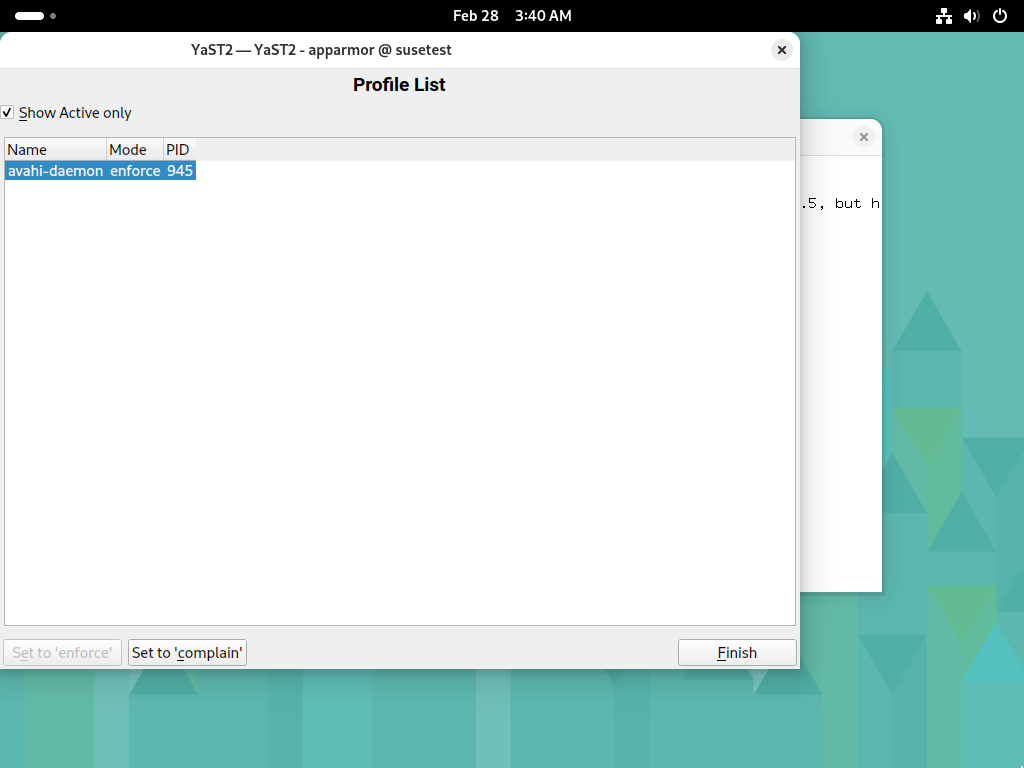 Feb 28 3:40 AM
YaST2 — YaST2 - apparmor @ susetest
Profile List
Show Active only
Name Mode PID
avahi-daemon enforce 945
.5, but h
Set to 'enforce' Set to 'complain' Finish